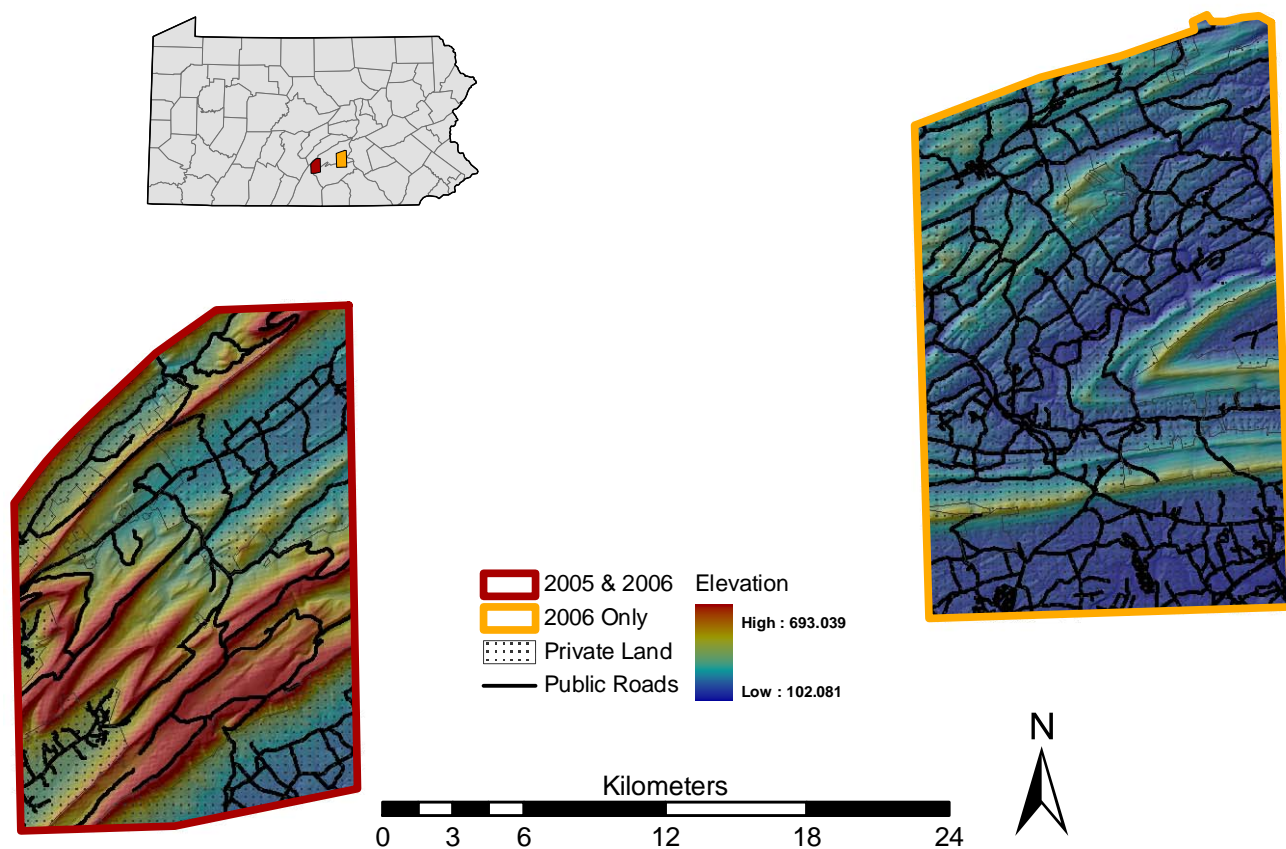 2005 & 2006
2006 Only
Private Land
Public Roads
Elevation
High : 693.039
Low : 102.081
N
Kilometers
0 3 6 12 18 24